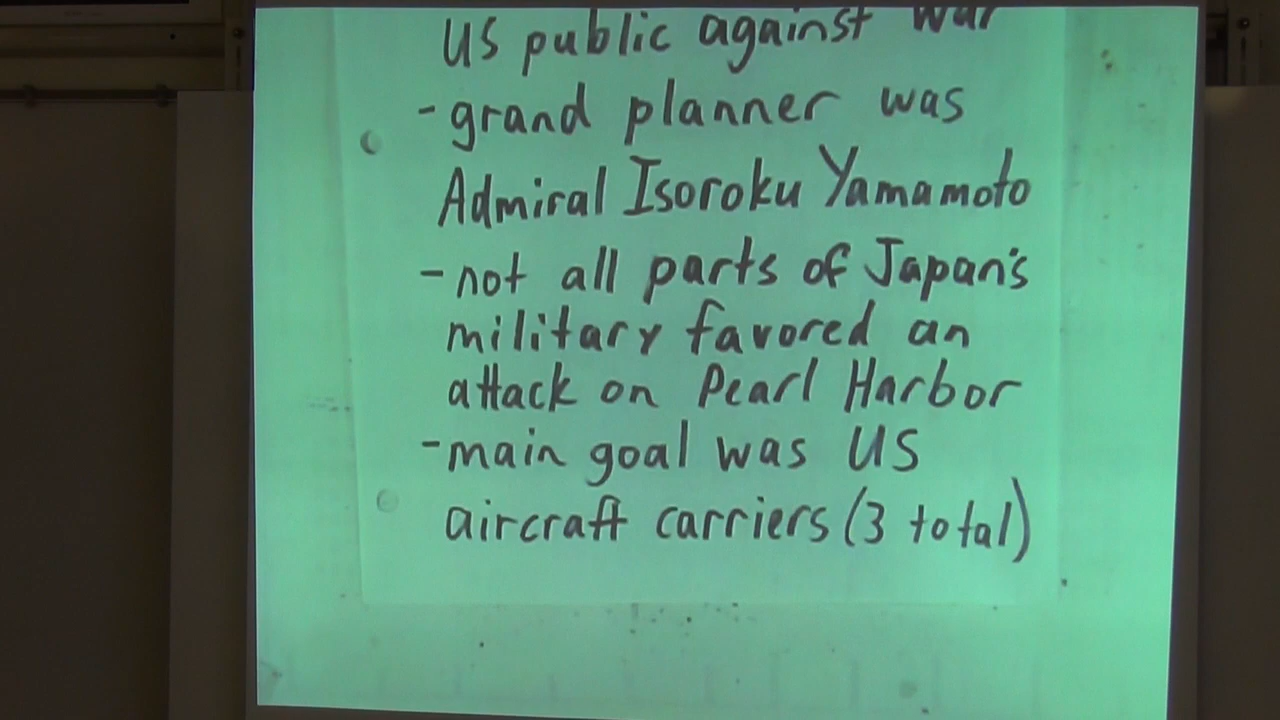 US public against war
- grand planner was
Admiral Isoroku Yamamoto
- not all parts of Japan's
military favored an
attack on Pearl Harbor
- main goal was US
aircraft carriers (3 total)